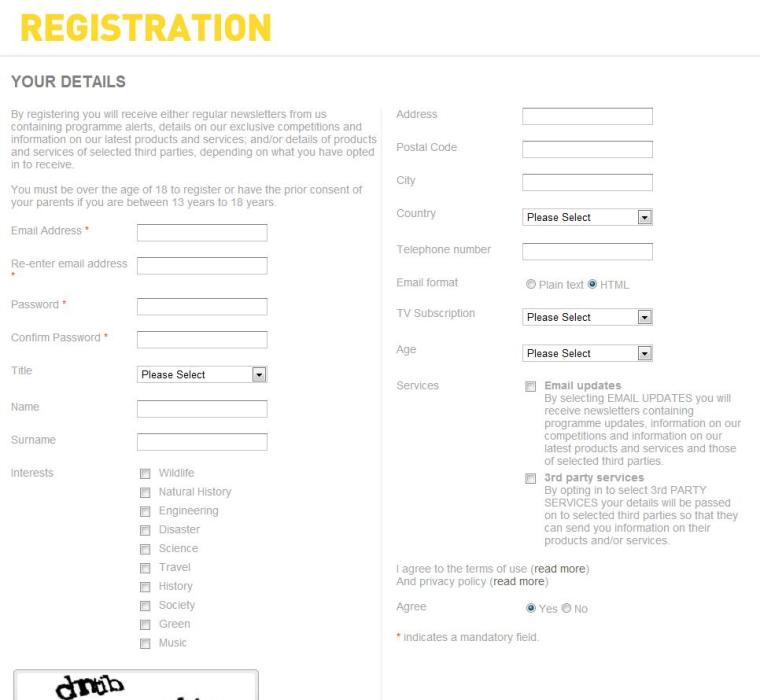 REGISTRATION
YOUR DETAILS
By registering you will receive either regular newsletters from us
containing programme alerts, details on our exclusive competitions and
information on our latest products and services; and/or details of products
and services of selected third parties, depending on what you have opted
in to receive.
You must be over the age of 18 to register or have the prior consent of
your parents if you are between 13 years to 18 years.
Email Address *
Re-enter email address
*
Password *
Confirm Password *
Title
Please Select
Name
Surname
Interests
Wildlife
Natural History
Engineering
Disaster
Science
Travel
History
Society
Green
Music
Address
Postal Code
City
Country
Please Select
Telephone number
Email format
Plain text HTML
TV Subscription
Please Select
Age
Please Select
Services
Email updates
By selecting EMAIL UPDATES you will
receive newsletters containing
programme updates, information on our
competitions and information on our
latest products and services and those
of selected third parties.
3rd party services
By opting in to select 3rd PARTY
SERVICES your details will be passed
on to selected third parties so that they
can send you information on their
products and/or services.
I agree to the terms of use (read more)
And privacy policy (read more)
Agree
Yes No
* indicates a mandatory field.